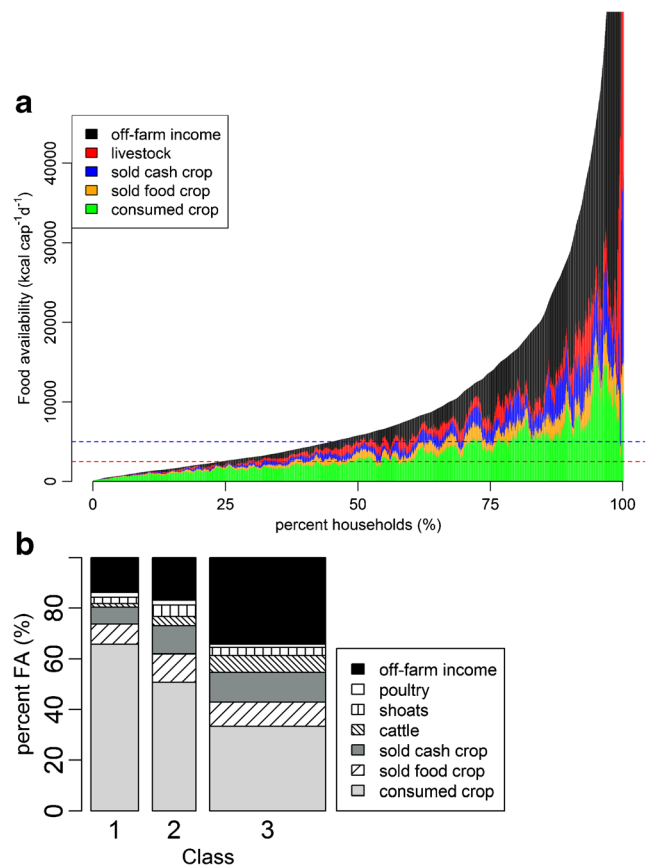 a
off-farm income
livestock
sold cash crop
sold food crop
consumed crop
Food availability (kcal cap⁻¹d⁻¹)
40000
30000
20000
10000
0
0 25 50 75 100
percent households (%)
b
percent FA (%)
80
60
40
20
0
off-farm income
poultry
shoats
cattle
sold cash crop
sold food crop
consumed crop
1 2 3
Class